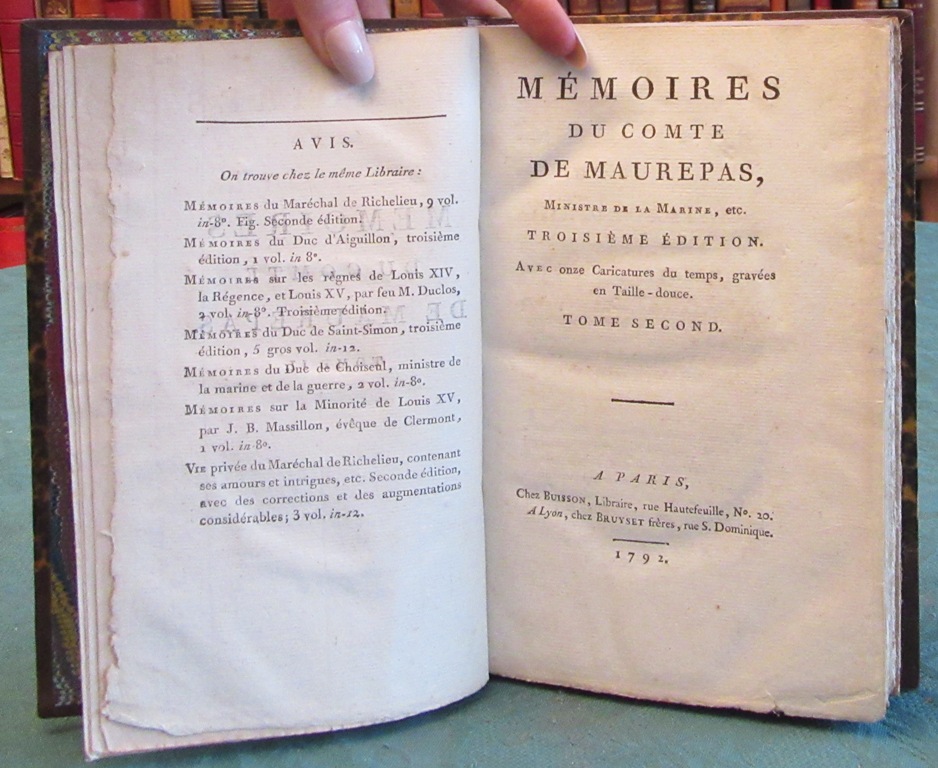 AVIS.
On trouve chez le même Libraire :
MÉMOIRES du Maréchal de Richelieu, 9 vol.
in-8°. Fig. Seconde édition.
MÉMOIRES du Duc d'Aiguillon, troisième
édition, 1 vol. in 8°.
MÉMOIRES sur les règnes de Louis XIV,
la Régence, et Louis XV, par feu M. Duclos,
2 vol. in-8°. Troisième édition.
MÉMOIRES du Duc de Saint-Simon, troisième
édition, 5 gros vol. in-12.
MÉMOIRES du Duc de Choiseul, ministre de
la marine et de la guerre, 2 vol. in-8°.
MÉMOIRES sur la Minorité de Louis XV,
par J. B. Massillon, évêque de Clermont,
1 vol. in-8°.
VIE privée du Maréchal de Richelieu, contenant
ses amours et intrigues, etc. Seconde édition,
avec des corrections et des augmentations
considérables; 3 vol. in-12.
MÉMOIRES
DU COMTE
DE MAUREPAS,
MINISTRE DE LA MARINE, etc.
TROISIÈME ÉDITION.
AVEC onze Caricatures du temps, gravées
en Taille-douce.
TOME SECOND.
A PARIS,
Chez BUISSON, Libraire, rue Hautefeuille, N°. 20.
A Lyon, chez BRUYSET frères, rue S. Dominique.
1792.